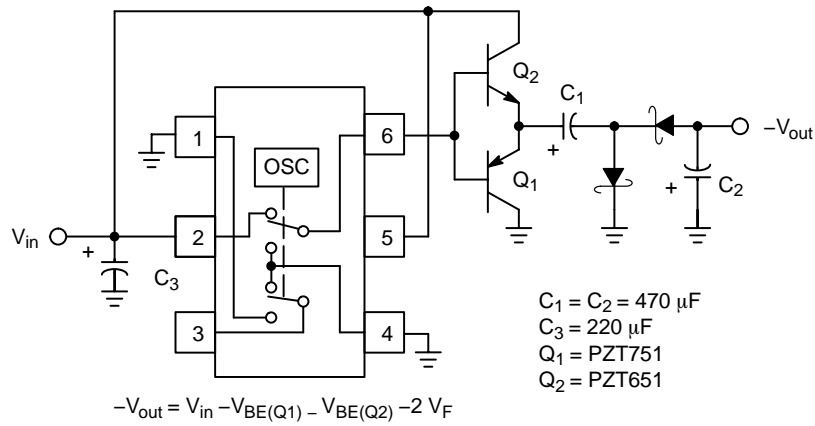 Q2
C1
1
6
+
−Vout
OSC
Q1
+
C2
Vin
2
5
+
C3
3
4
C1 = C2 = 470 μF
C3 = 220 μF
Q1 = PZT751
Q2 = PZT651
−Vout = Vin −VBE(Q1) − VBE(Q2) −2 VF